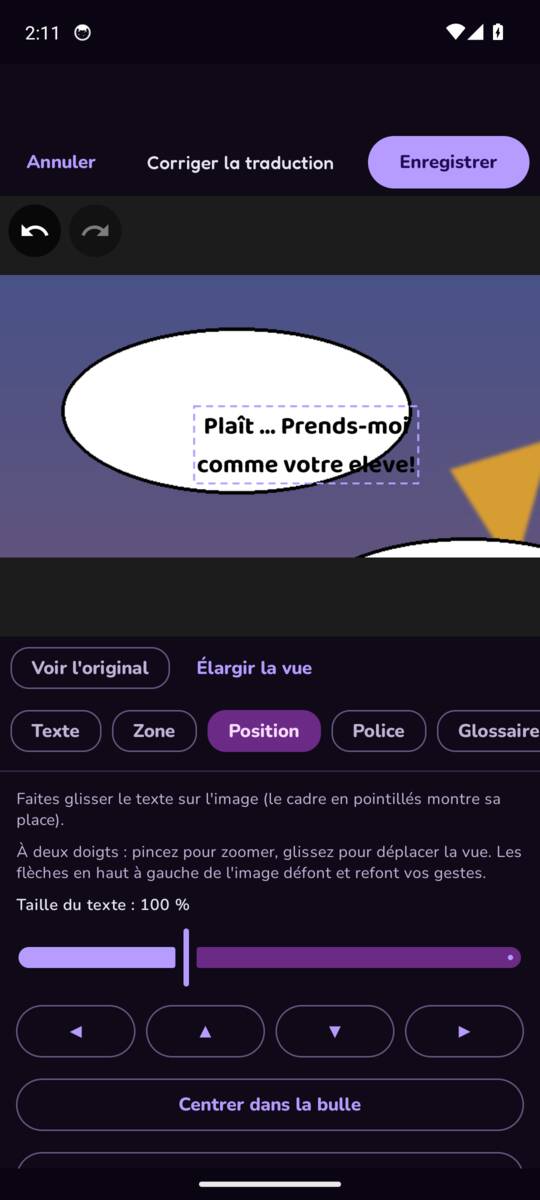 2:11
Annuler
Corriger la traduction
Enregistrer
Plaît ... Prends-moi
comme votre élève!
Voir l'original
Élargir la vue
Texte
Zone
Position
Police
Glossaire
Faites glisser le texte sur l'image (le cadre en pointillés montre sa
place).
À deux doigts : pincez pour zoomer, glissez pour déplacer la vue. Les
flèches en haut à gauche de l'image défont et refont vos gestes.
Taille du texte : 100 %
◄
▲
▼
►
Centrer dans la bulle